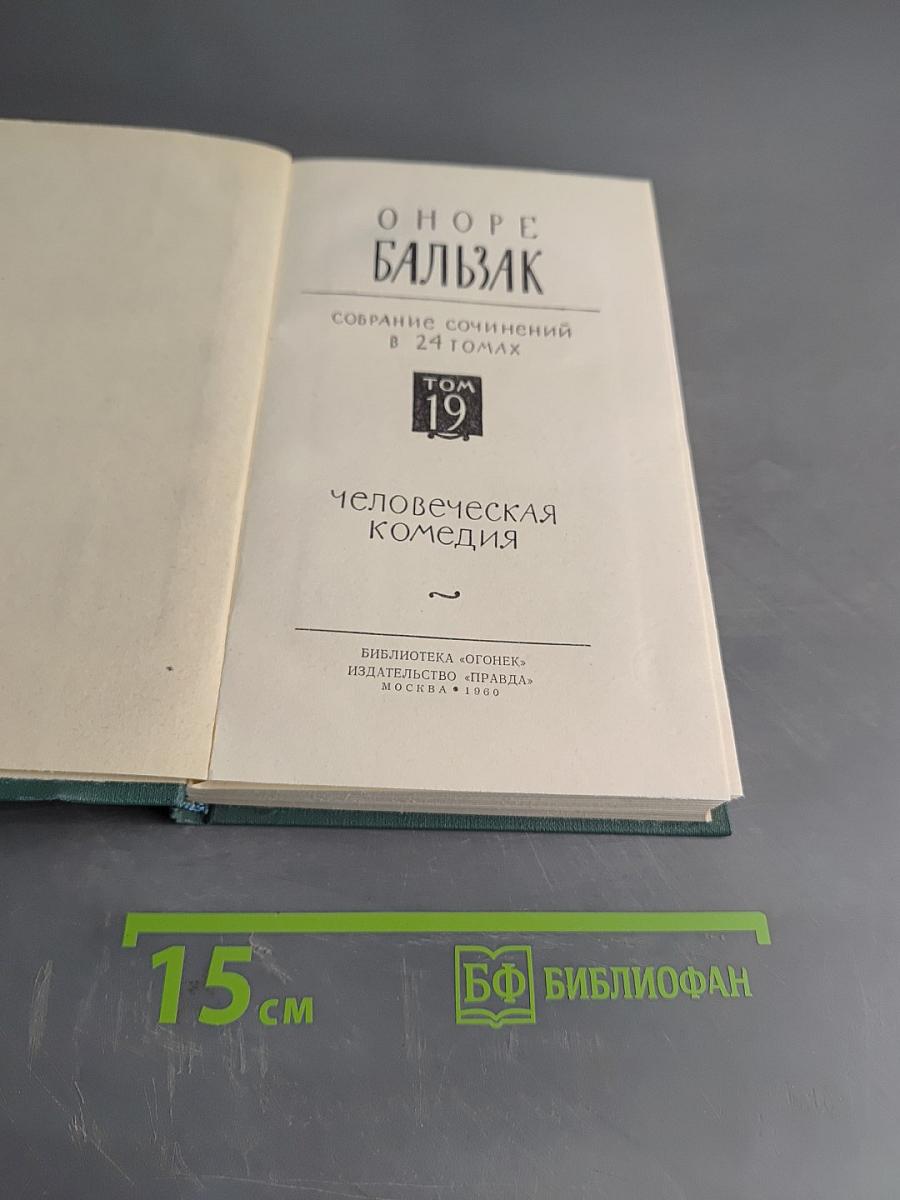 ОНОРЕ
БАЛЬЗАК
СОБРАНИЕ СОЧИНЕНИЙ
В 24 ТОМАХ
ТОМ
19
ЧЕЛОВЕЧЕСКАЯ
КОМЕДИЯ
БИБЛИОТЕКА «ОГОНЕК»
ИЗДАТЕЛЬСТВО «ПРАВДА»
МОСКВА • 1960
15 см
БФ БИБЛИОФАН